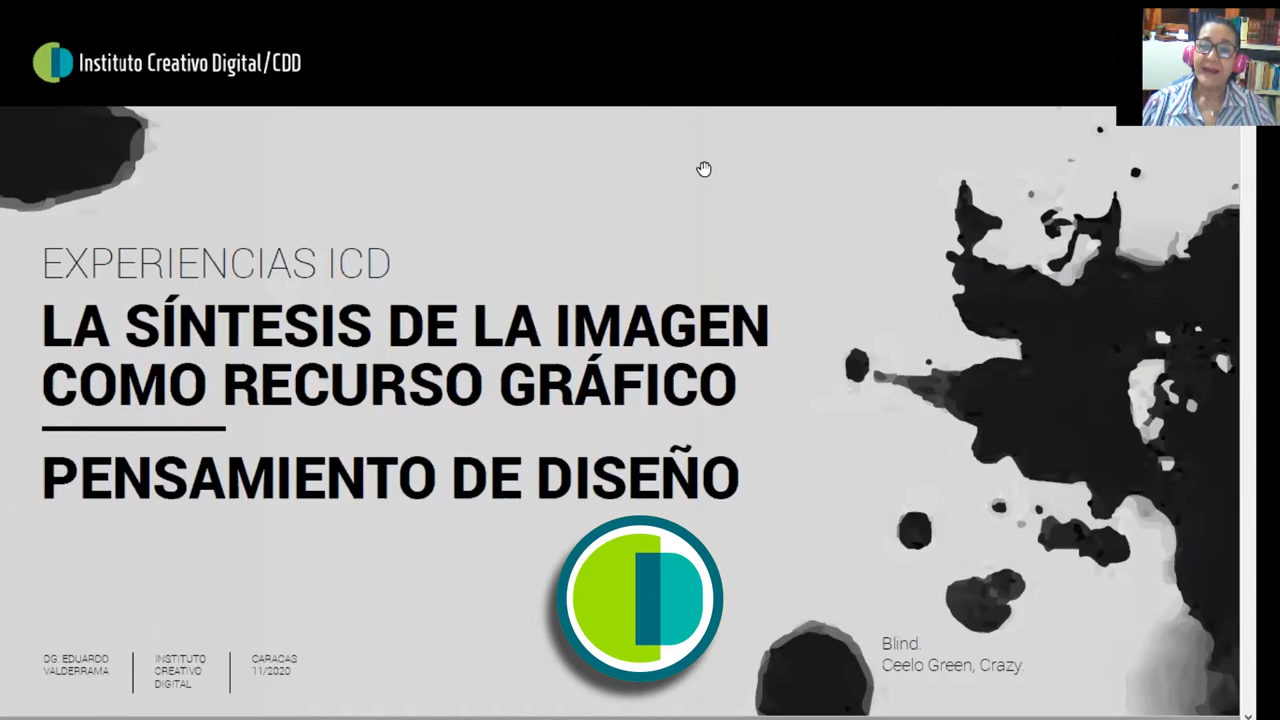 Instituto Creativo Digital/CDD
EXPERIENCIAS ICD
LA SÍNTESIS DE LA IMAGEN
COMO RECURSO GRÁFICO
PENSAMIENTO DE DISEÑO
DG. EDUARDO
VALDERRAMA
INSTITUTO
CREATIVO
DIGITAL
CARACAS
11/2020
Blind.
Ceelo Green, Crazy.